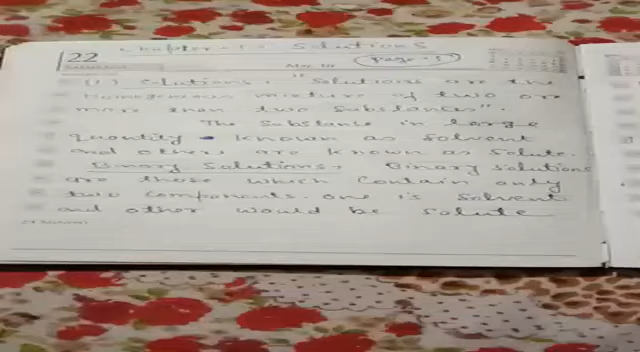 Chapter - 1 : Solutions
22
Page - 1
(1) Solutions : "Solutions are the
homogeneous mixture of two or
more than two substances".
The Substance in large
quantity known as solvent
and others are known as Solute.
Binary Solutions : Binary solutions
are those which contain only
two components. one is Solvent
and other would be Solute